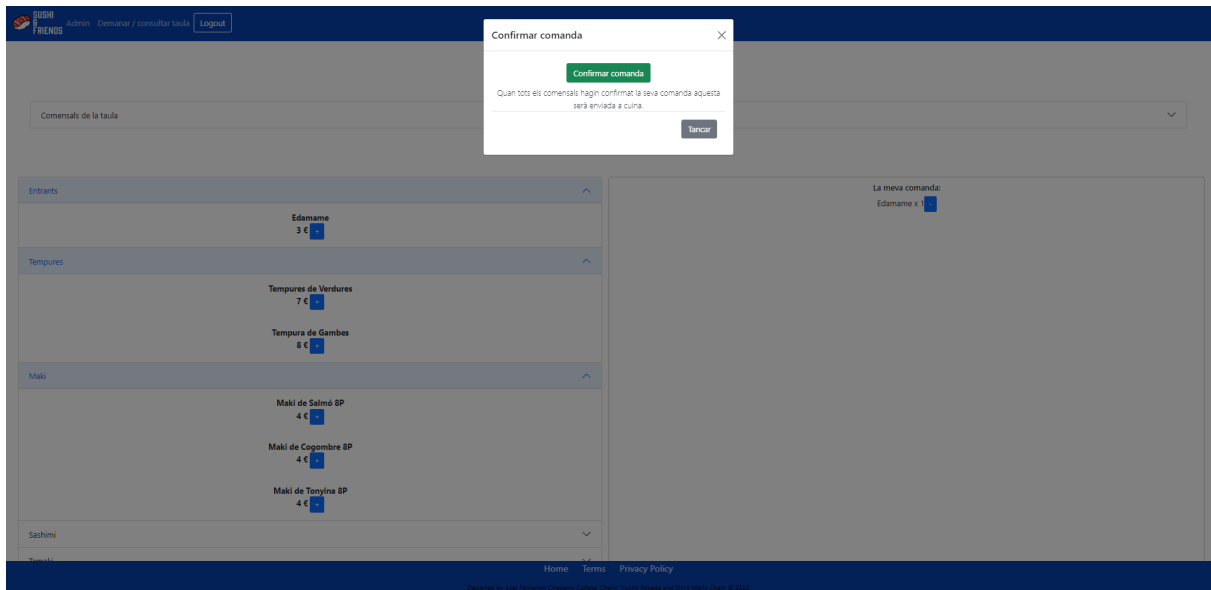 SUSHI
&
FRIENDS
Admin Demanar / consultar taula Logout
Confirmar comanda
Confirmar comanda
Quan tots els comensals hagin confirmat la seva comanda aquesta
serà enviada a cuina.
Tancar
Comensals de la taula
Entrants
Edamame
3 € +
Tempures
Tempures de Verdures
7 € +
Tempura de Gambes
8 € +
Maki
Maki de Salmó 8P
4 € +
Maki de Cogombre 8P
4 € +
Maki de Tonyina 8P
4 € +
Sashimi
La meva comanda:
Edamame x 1 -
Home Terms Privacy Policy